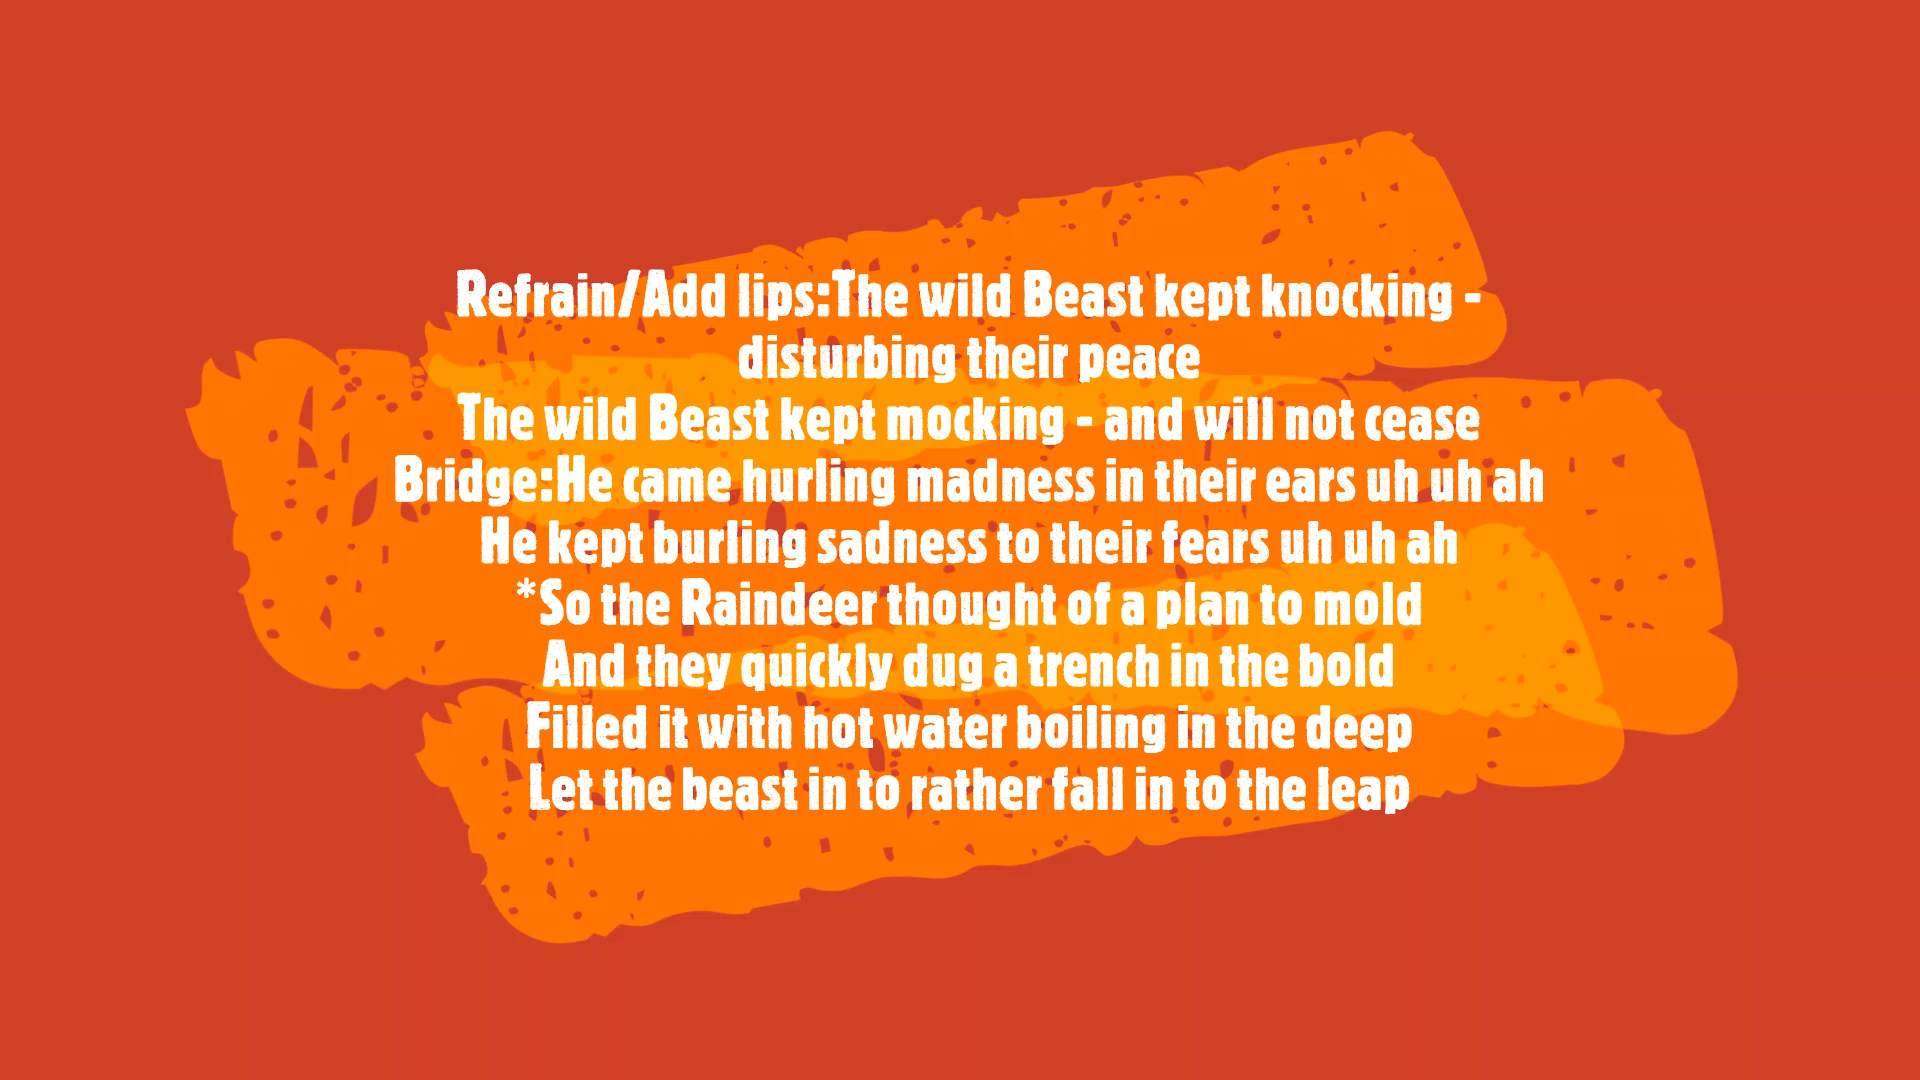 Refrain/Add lips:The wild Beast kept knocking -
disturbing their peace
The wild Beast kept mocking - and will not cease
Bridge:He came hurling madness in their ears uh uh ah
He kept burling sadness to their fears uh uh ah
*So the Raindeer thought of a plan to mold
And they quickly dug a trench in the bold
Filled it with hot water boiling in the deep
Let the beast in to rather fall in to the leap